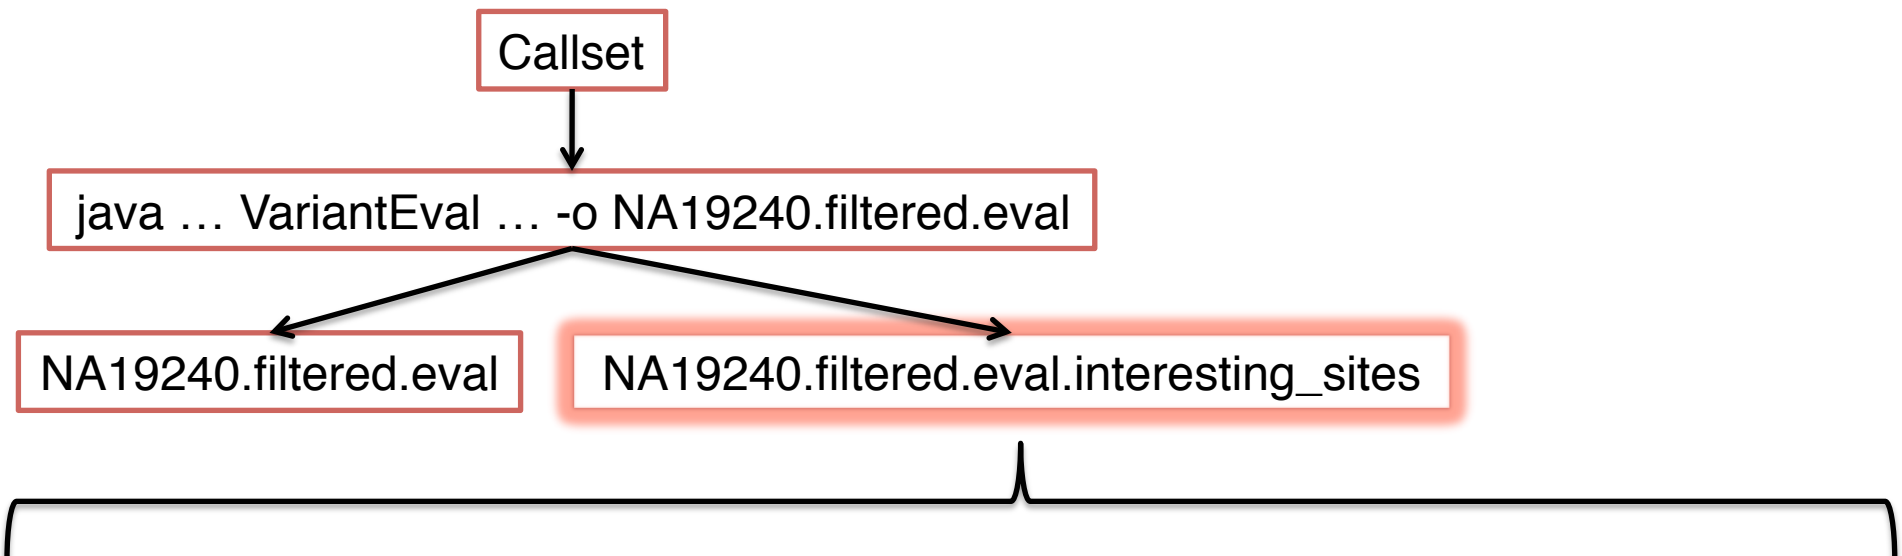 Callset
java … VariantEval … -o NA19240.filtered.eval
NA19240.filtered.eval
NA19240.filtered.eval.interesting_sites